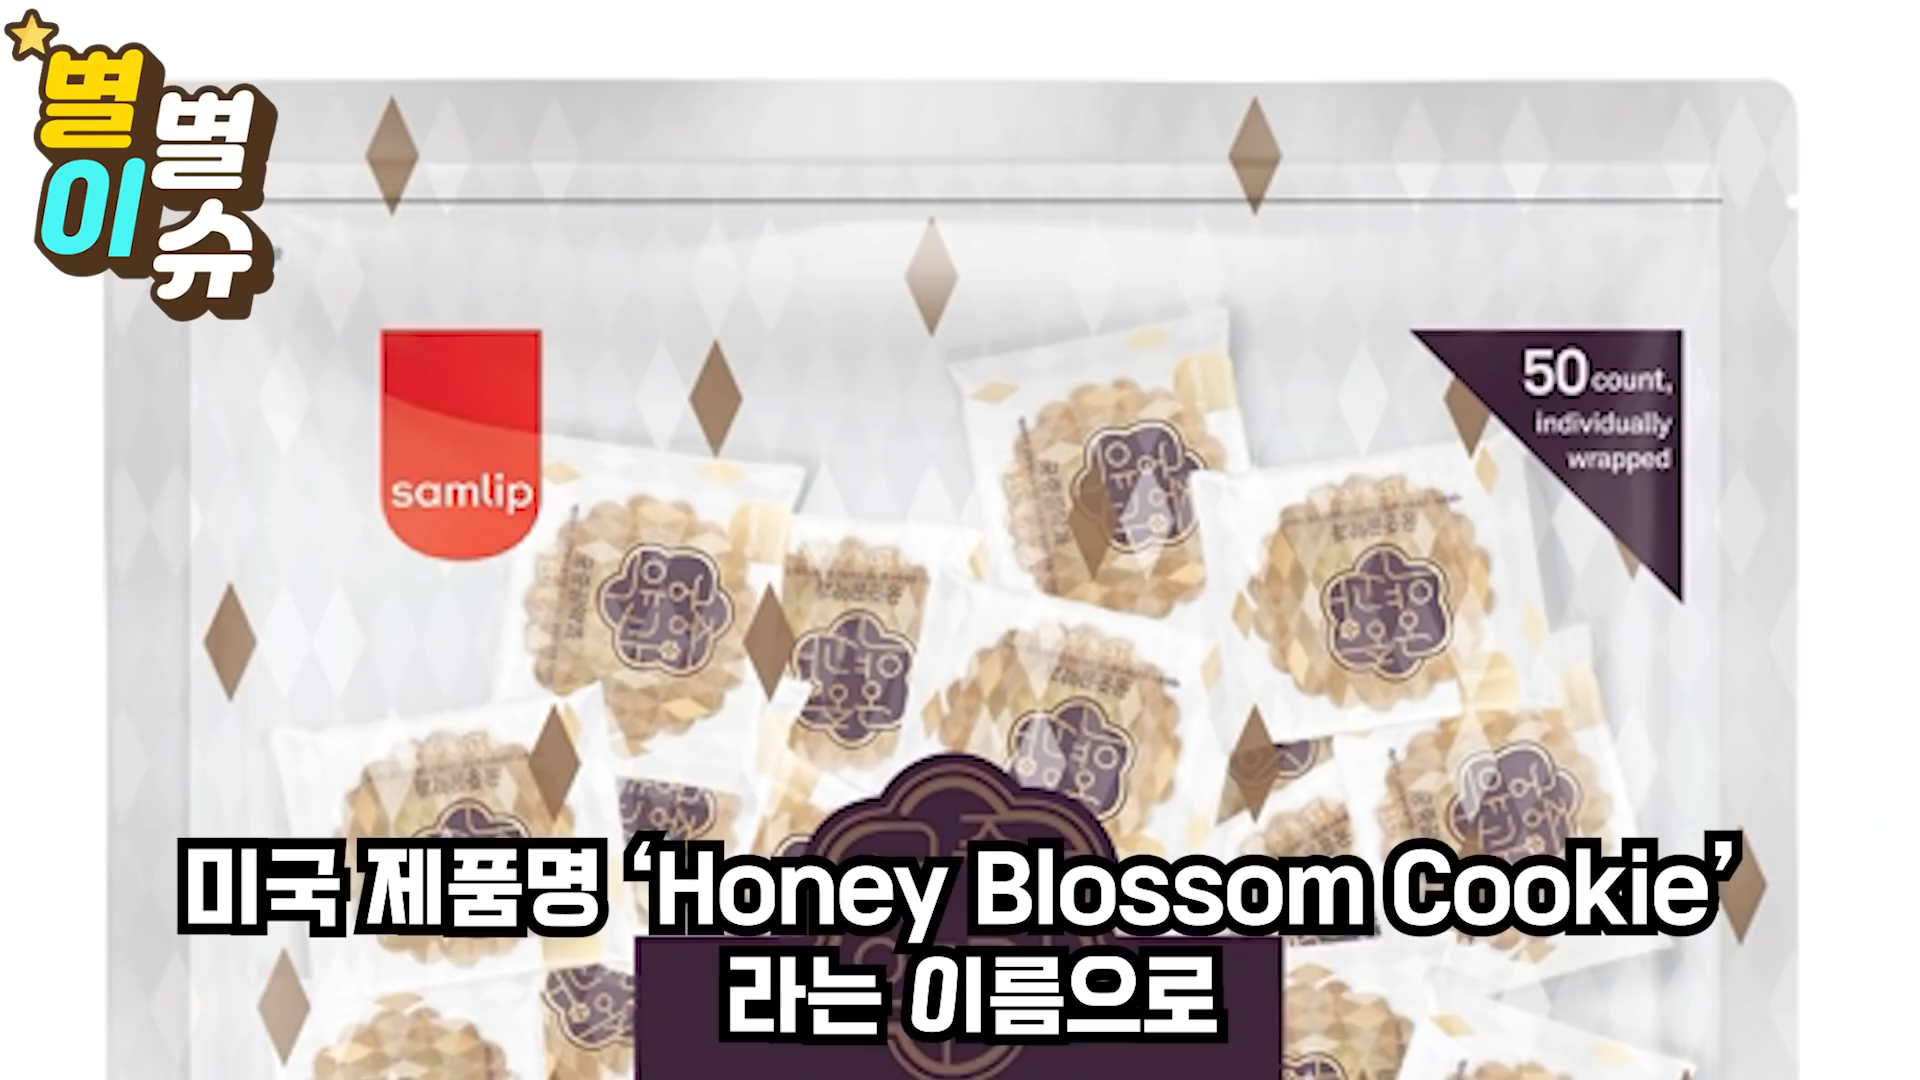 별별
이슈
samlip
50 count,
individually
wrapped
미국 제품명 ‘Honey Blossom Cookie’
라는 이름으로